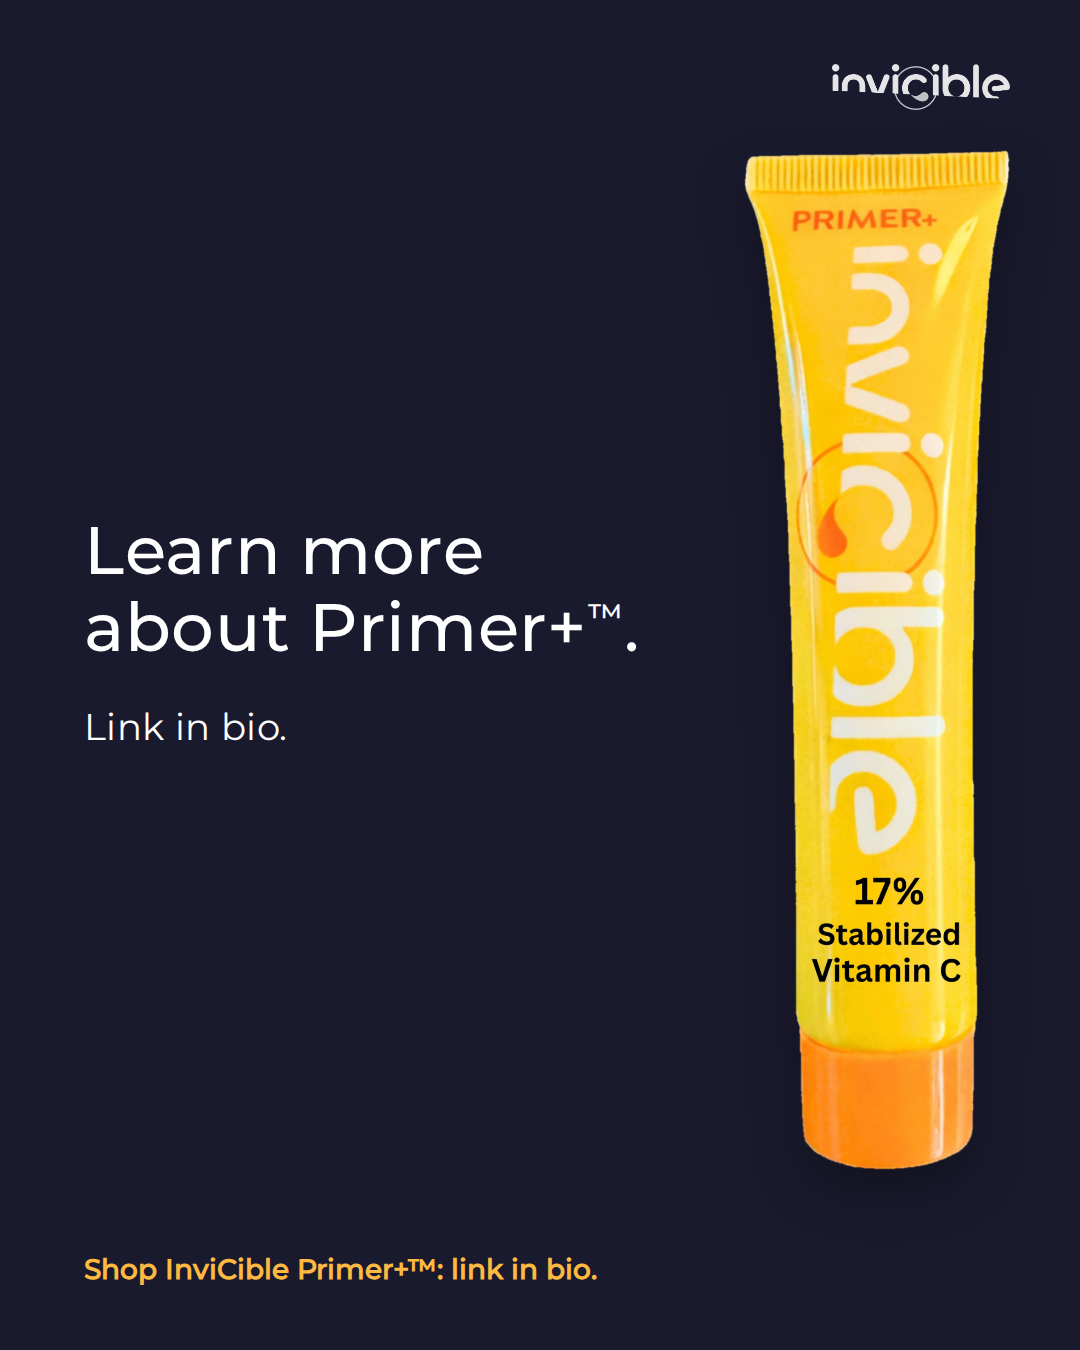 invicible
PRIMER+
invicible
Learn more
about Primer+™.
Link in bio.
17%
Stabilized
Vitamin C
Shop InviCible Primer+™: link in bio.